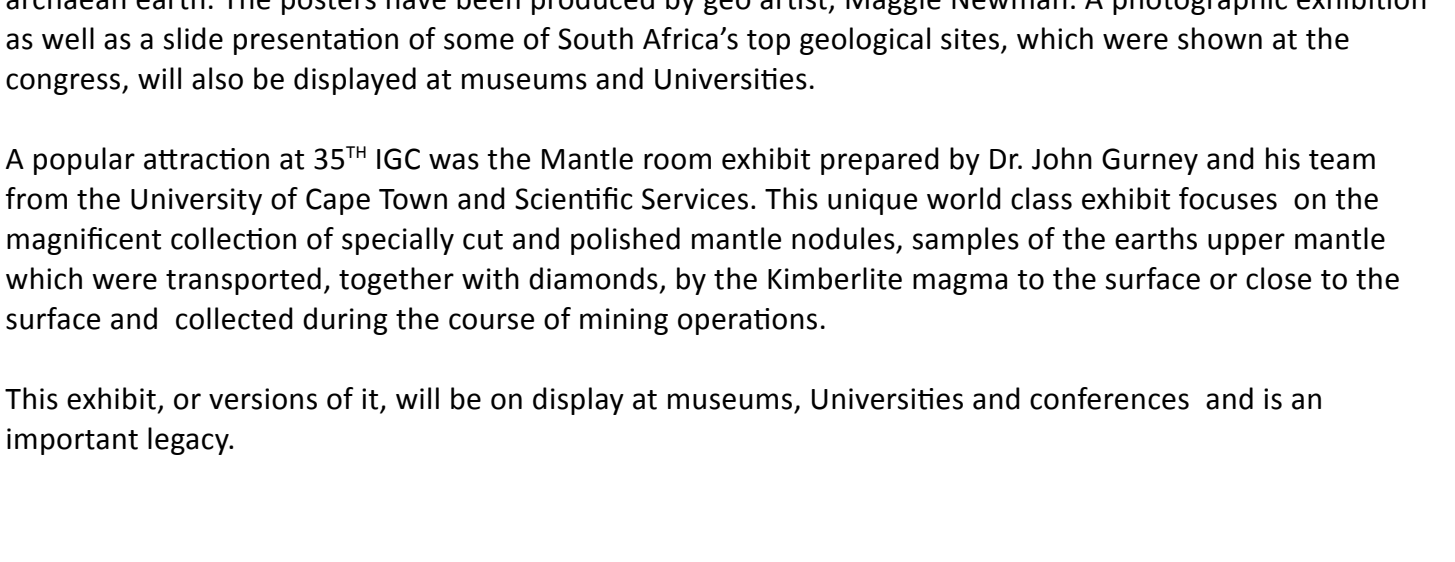 archaean earth. The posters have been produced by geo artist, Maggie Newman. A photographic exhibition
as well as a slide presentation of some of South Africa’s top geological sites, which were shown at the
congress, will also be displayed at museums and Universities.
A popular attraction at 35TH IGC was the Mantle room exhibit prepared by Dr. John Gurney and his team
from the University of Cape Town and Scientific Services. This unique world class exhibit focuses  on the
magnificent collection of specially cut and polished mantle nodules, samples of the earths upper mantle
which were transported, together with diamonds, by the Kimberlite magma to the surface or close to the
surface and  collected during the course of mining operations.
This exhibit, or versions of it, will be on display at museums, Universities and conferences  and is an
important legacy.